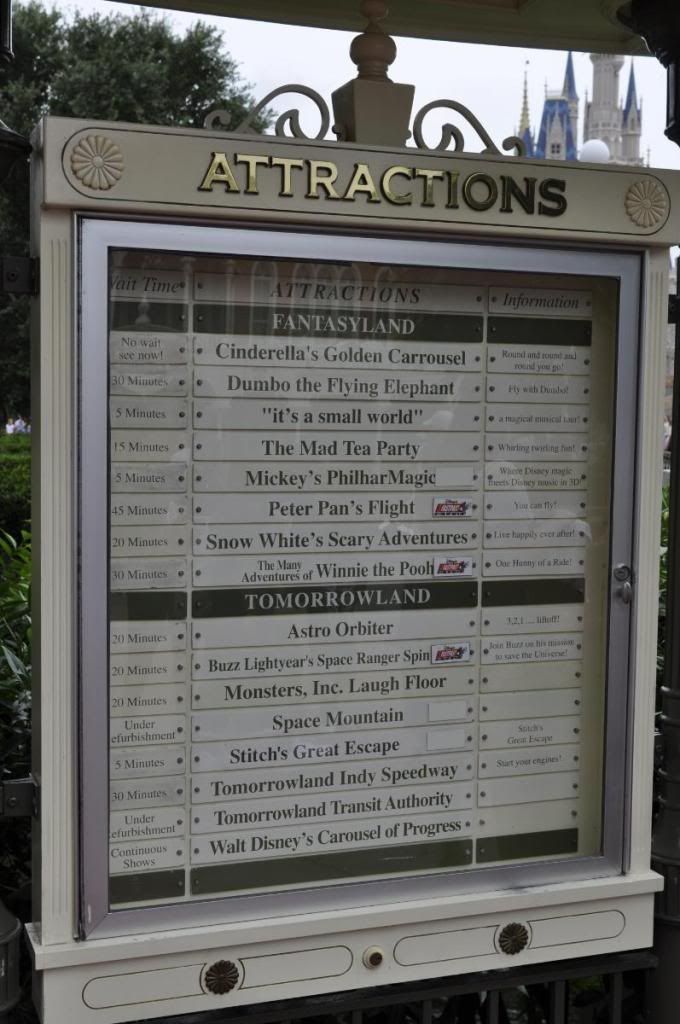 ATTRACTIONS
Wait Time ATTRACTIONS Information
FANTASYLAND
No wait
see now!
Cinderella's Golden Carrousel
Round and round and
round you go!
30 Minutes Dumbo the Flying Elephant Fly with Dumbo!
5 Minutes "it's a small world" a magical musical tour!
15 Minutes The Mad Tea Party Whirling twirling fun!
5 Minutes Mickey's PhilharMagic
Where Disney magic
meets Disney music in 3D
45 Minutes Peter Pan's Flight You can fly!
20 Minutes Snow White's Scary Adventures Live happily ever after!
30 Minutes
The Many
Adventures of Winnie the Pooh
One Hunny of a Ride!
TOMORROWLAND
20 Minutes Astro Orbiter 3,2,1 .... liftoff!
20 Minutes Buzz Lightyear's Space Ranger Spin
Join Buzz on his mission
to save the Universe!
20 Minutes Monsters, Inc. Laugh Floor
Under
efurbishment
Space Mountain
5 Minutes Stitch's Great Escape
Stitch's
Great Escape
30 Minutes Tomorrowland Indy Speedway Start your engines!
Under
efurbishment
Tomorrowland Transit Authority
Continuous
Shows
Walt Disney's Carousel of Progress